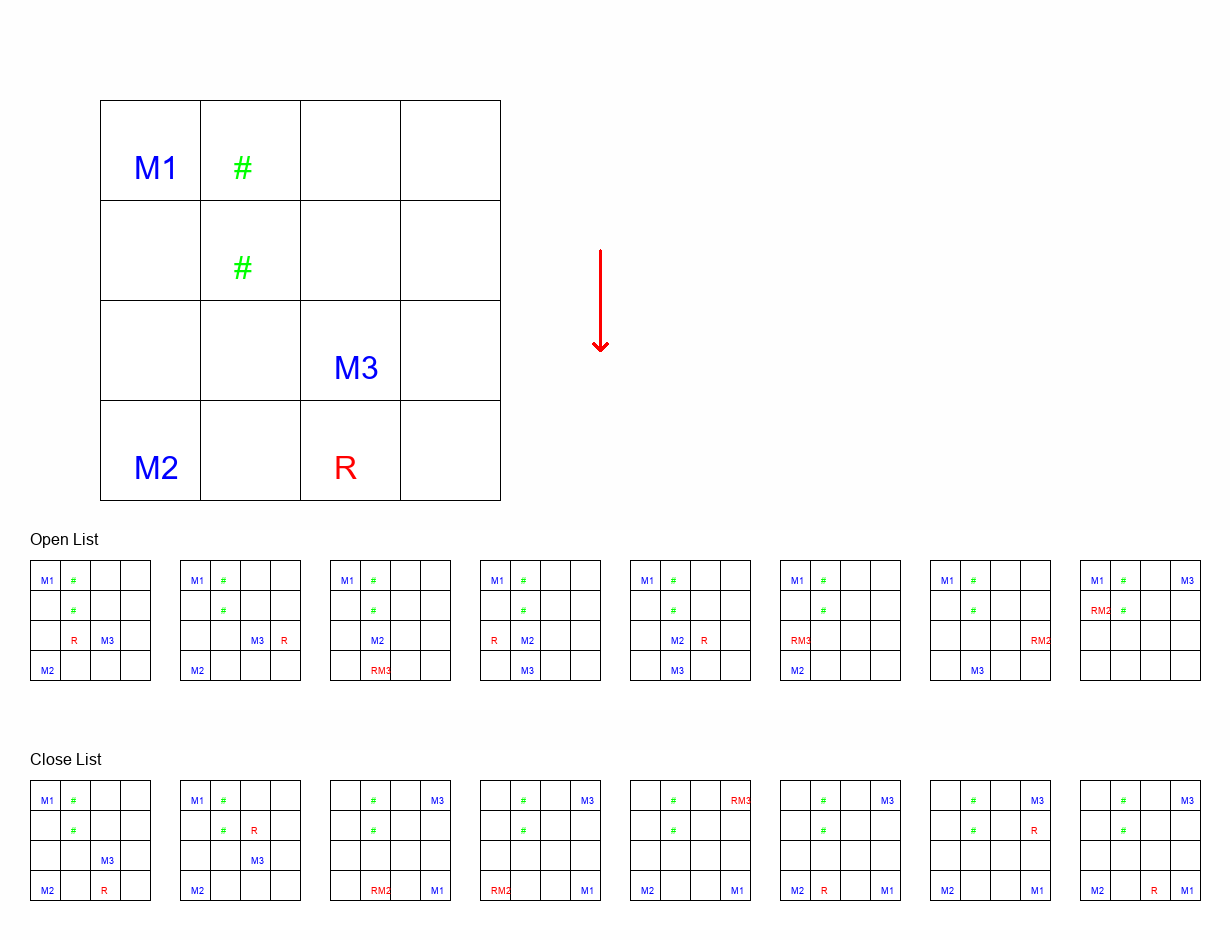 M1 #
#
M3
M2 R
Open List
M1 # M1 # M1 # M1 # M1 # M1 # M1 # M1 # M3
# # # # # # # RM2 #
R M3 M3 R M2 R M2 M2 R RM3 RM2
M2 M2 RM3 M3 M3 M2 M3
Close List
M1 # M1 # # M3 # M3 # RM3 # M3 # M3 # M3
# # R # # # # # R #
M3 M3
M2 R M2 RM2 M1 RM2 M1 M2 M1 M2 R M1 M2 M1 M2 R M1